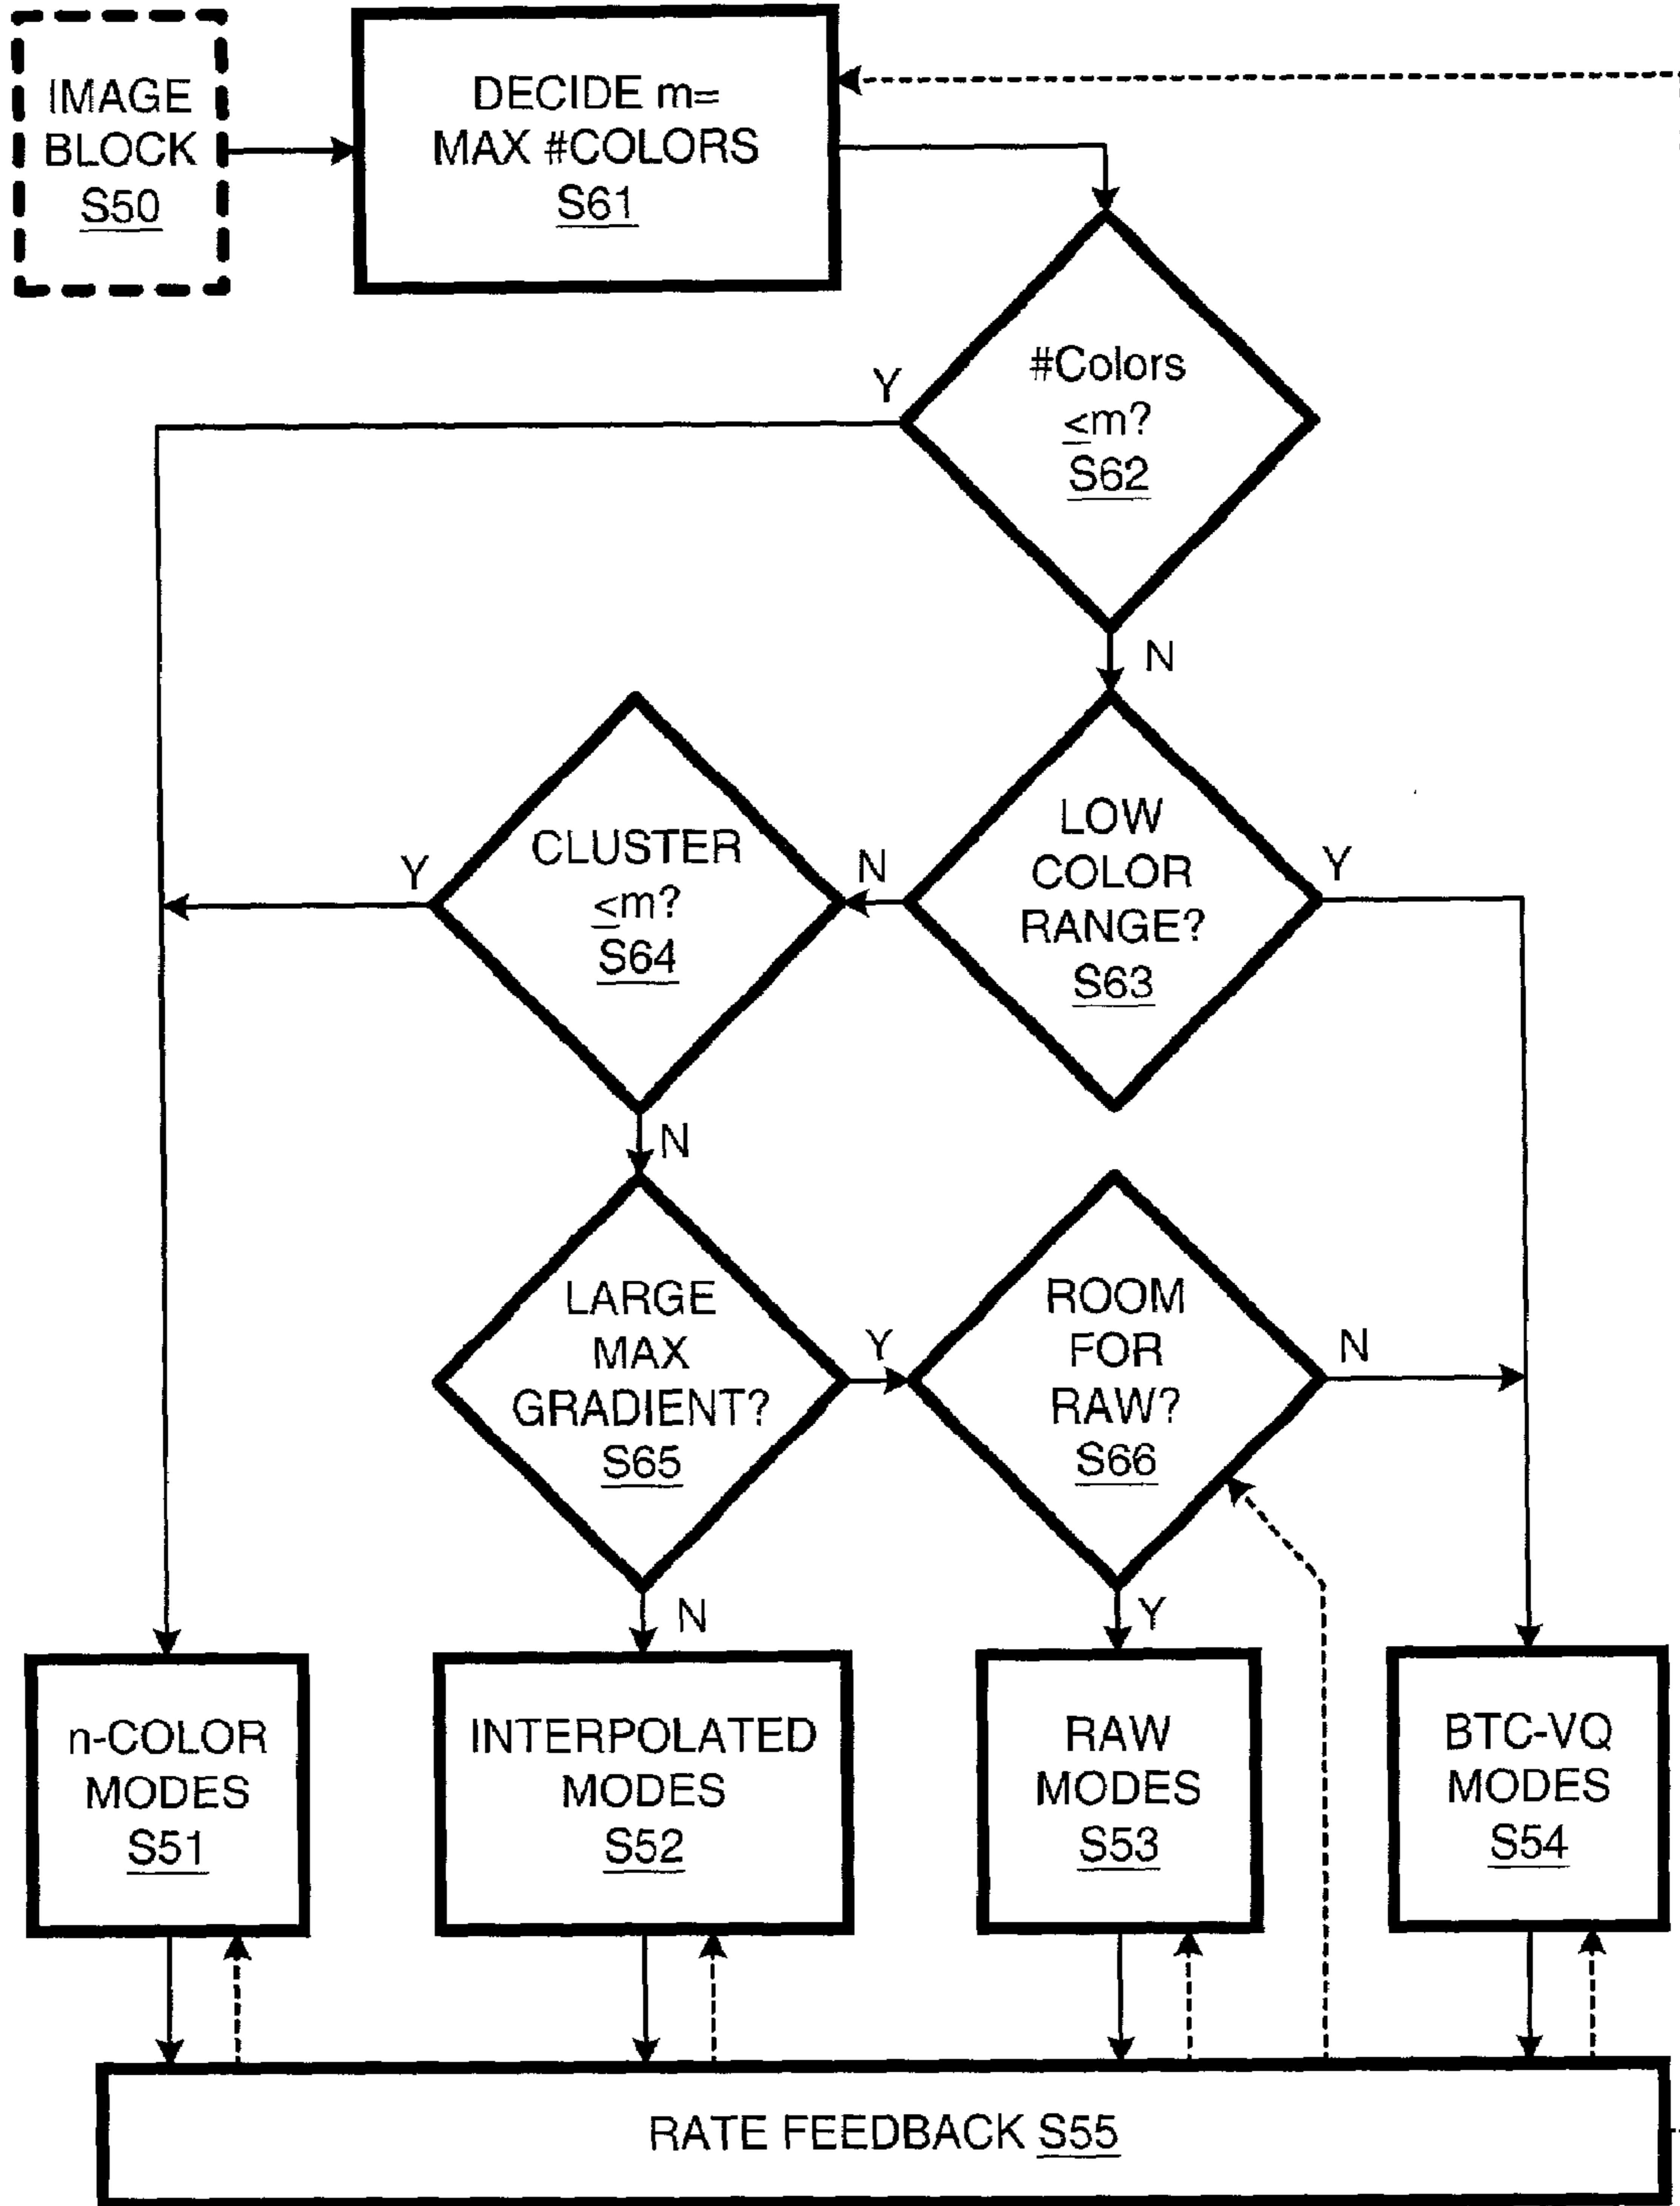 IMAGE
BLOCK
S50
DECIDE m=
MAX #COLORS
S61
#Colors
≤m?
S62
Y
N
LOW
COLOR
RANGE?
S63
N
Y
CLUSTER
≤m?
S64
Y
N
LARGE
MAX
GRADIENT?
S65
Y
N
ROOM
FOR
RAW?
S66
N
Y
n-COLOR
MODES
S51
INTERPOLATED
MODES
S52
RAW
MODES
S53
BTC-VQ
MODES
S54
RATE FEEDBACK S55